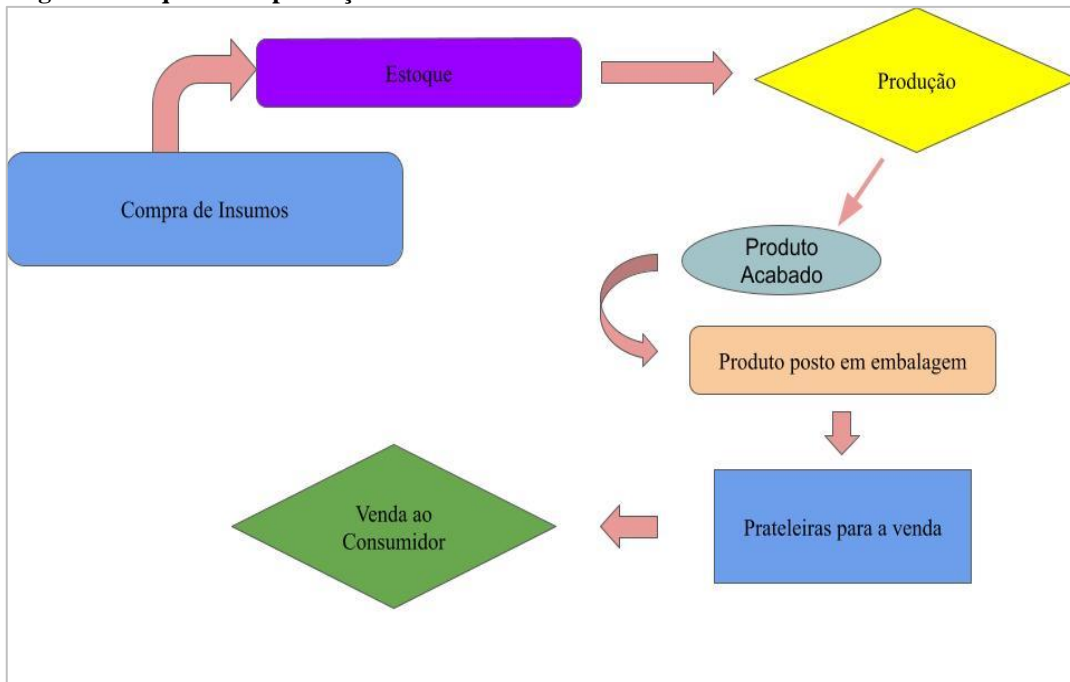 Estoque
Produção
Compra de Insumos
Produto
Acabado
Produto posto em embalagem
Venda ao
Consumidor
Prateleiras para a venda